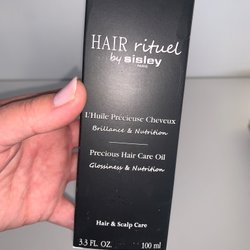 HAIR rituel
by sisley
PARIS
L'Huile Précieuse Cheveux
Brillance & Nutrition
Precious Hair Care Oil
Glossiness & Nutrition
Hair & Scalp Care
3.3 FL. OZ. 100 ml